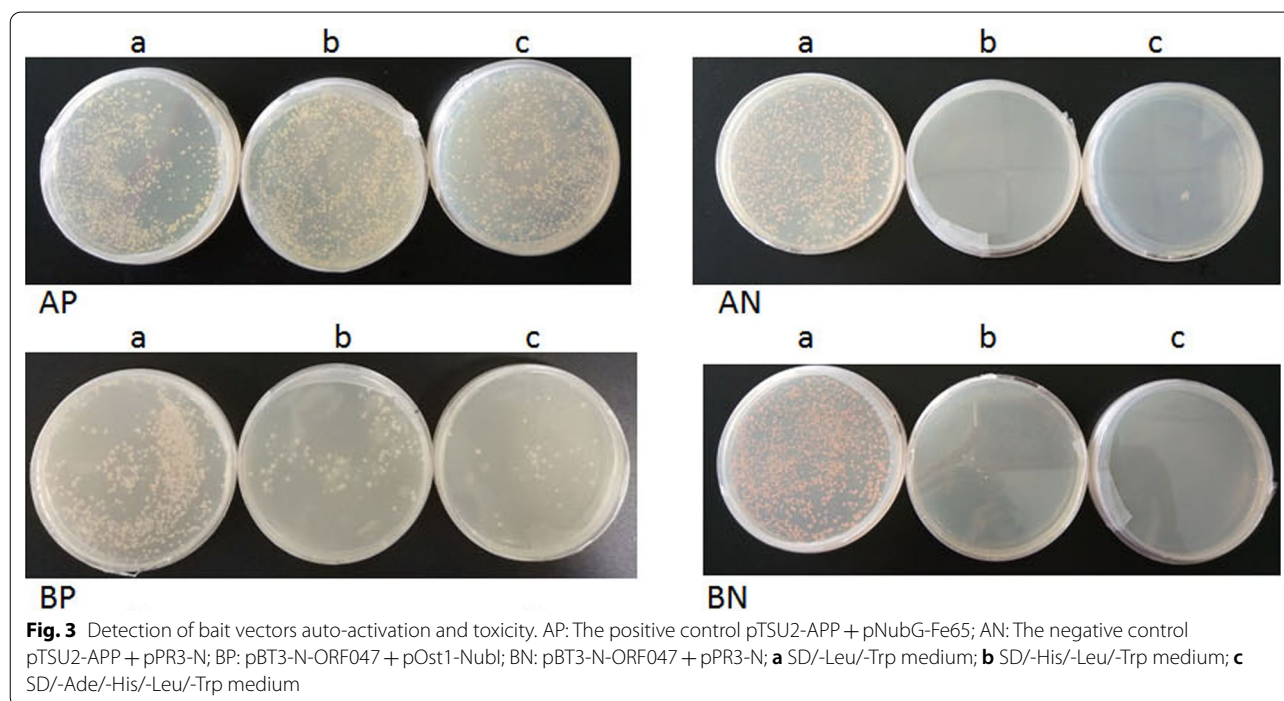 a b c
a b c
AP
AN
a b c
a b c
BP
BN
Fig. 3 Detection of bait vectors auto-activation and toxicity. AP: The positive control pTSU2-APP + pNubG-Fe65; AN: The negative control
pTSU2-APP + pPR3-N; BP: pBT3-N-ORF047 + pOst1-NubI; BN: pBT3-N-ORF047 + pPR3-N; a SD/-Leu/-Trp medium; b SD/-His/-Leu/-Trp medium; c
SD/-Ade/-His/-Leu/-Trp medium